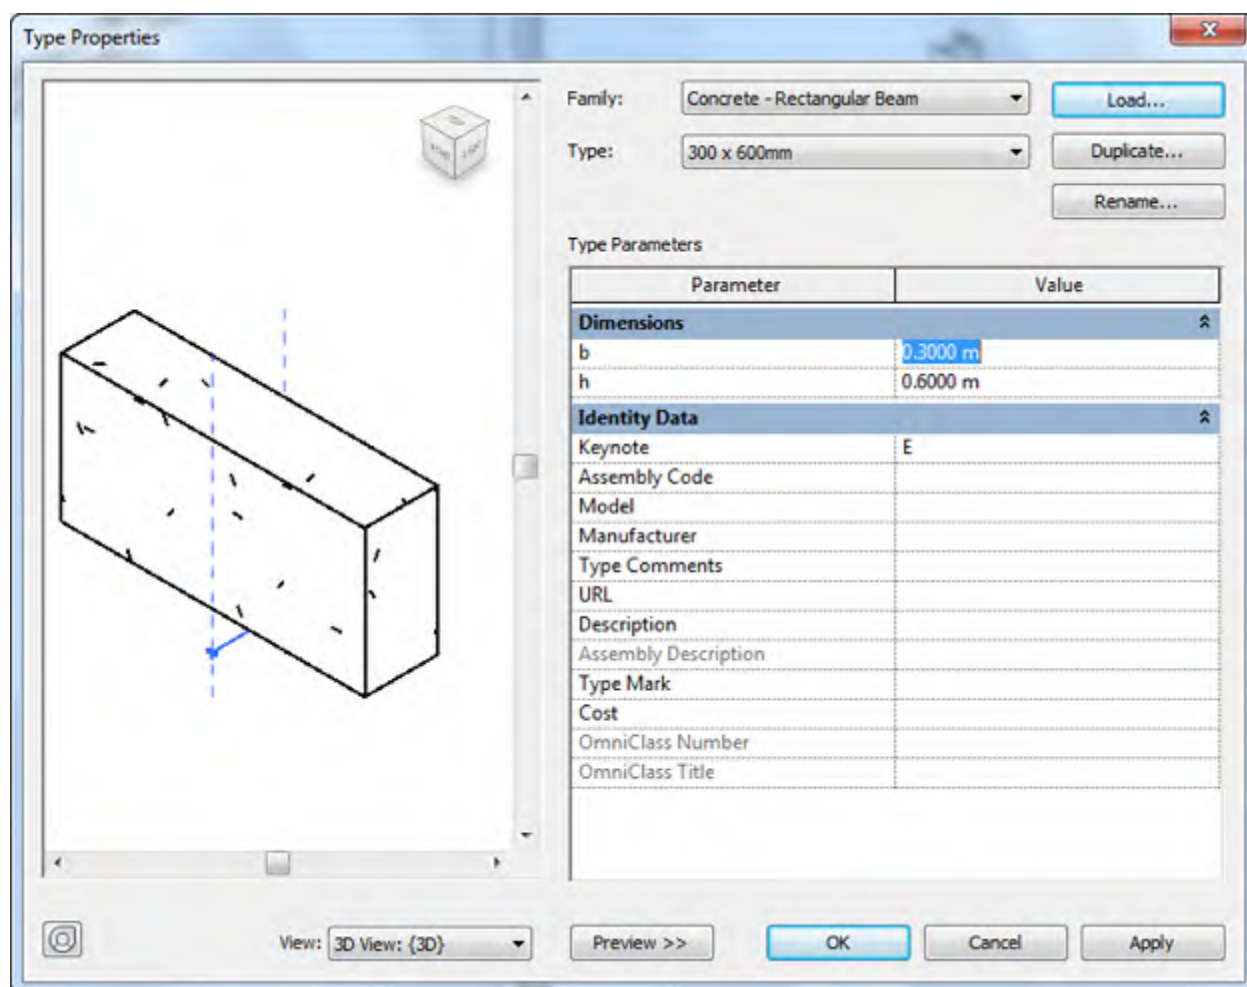 Type Properties
Family: Concrete - Rectangular Beam Load...
Type: 300 x 600mm Duplicate...
Rename...
Type Parameters
Parameter Value
Dimensions
b 0.3000 m
h 0.6000 m
Identity Data
Keynote E
Assembly Code
Model
Manufacturer
Type Comments
URL
Description
Assembly Description
Type Mark
Cost
OmniClass Number
OmniClass Title
View: 3D View: {3D} Preview >> OK Cancel Apply